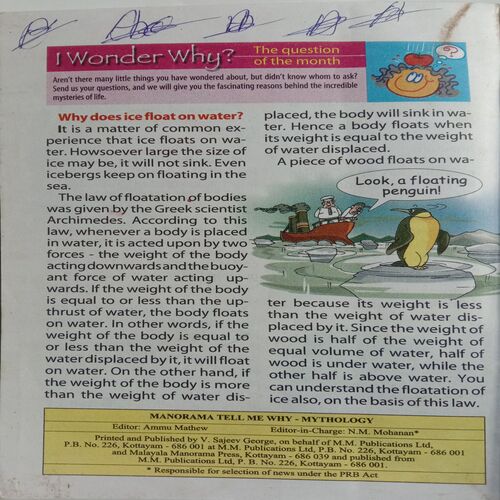 I Wonder Why?
The question
of the month
Aren't there many little things you have wondered about, but didn't know whom to ask?
Send us your questions, and we will give you the fascinating reasons behind the incredible
mysteries of life.
Why does ice float on water?
It is a matter of common ex-
perience that ice floats on wa-
ter. Howsoever large the size of
ice may be, it will not sink. Even
icebergs keep on floating in the
sea.
The law of floatation of bodies
was given by the Greek scientist
Archimedes. According to this
law, whenever a body is placed
in water, it is acted upon by two
forces - the weight of the body
acting downwards and the buoy-
ant force of water acting up-
wards. If the weight of the body
is equal to or less than the up-
thrust of water, the body floats
on water. In other words, if the
weight of the body is equal to
or less than the weight of the
water displaced by it, it will float
on water. On the other hand, if
the weight of the body is more
than the weight of water dis-
placed, the body will sink in wa-
ter. Hence a body floats when
its weight is equal to the weight
of water displaced.
A piece of wood floats on wa-
Look, a floating
penguin!
ter because its weight is less
than the weight of water dis-
placed by it. Since the weight of
wood is half of the weight of
equal volume of water, half of
wood is under water, while the
other half is above water. You
can understand the floatation of
ice also, on the basis of this law.
MANORAMA TELL ME WHY - MYTHOLOGY
Editor: Ammu Mathew Editor-in-Charge: N.M. Mohanan*
Printed and Published by V. Sajeev George, on behalf of M.M. Publications Ltd,
P.B. No. 226, Kottayam - 686 001 at M.M. Publications Ltd, P.B. No. 226, Kottayam - 686 001
and Malayala Manorama Press, Kottayam - 686 039 and published from
M.M. Publications Ltd, P. B. No. 226, Kottayam - 686 001.
* Responsible for selection of news under the PRB Act